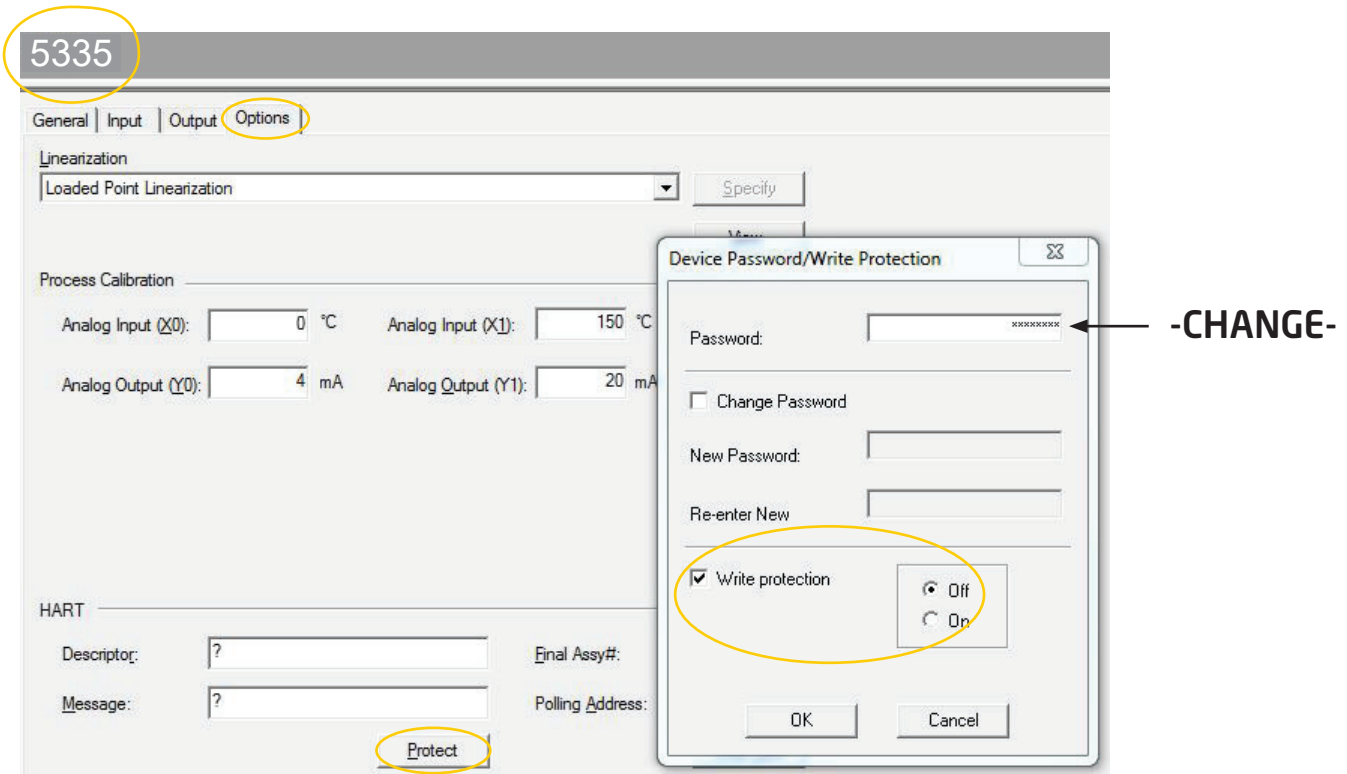 5335
General Input Output Options
Linearization
Loaded Point Linearization Specify
View
Process Calibration
Analog Input (X0): 0 °C Analog Input (X1): 150 °C
Analog Output (Y0): 4 mA Analog Output (Y1): 20 mA
HART
Descriptor: ? Final Assy#:
Message: ? Polling Address:
Protect
Device Password/Write Protection
Password: xxxxxxxx
-CHANGE-
Change Password
New Password:
Re-enter New
Write protection
Off
On
OK Cancel